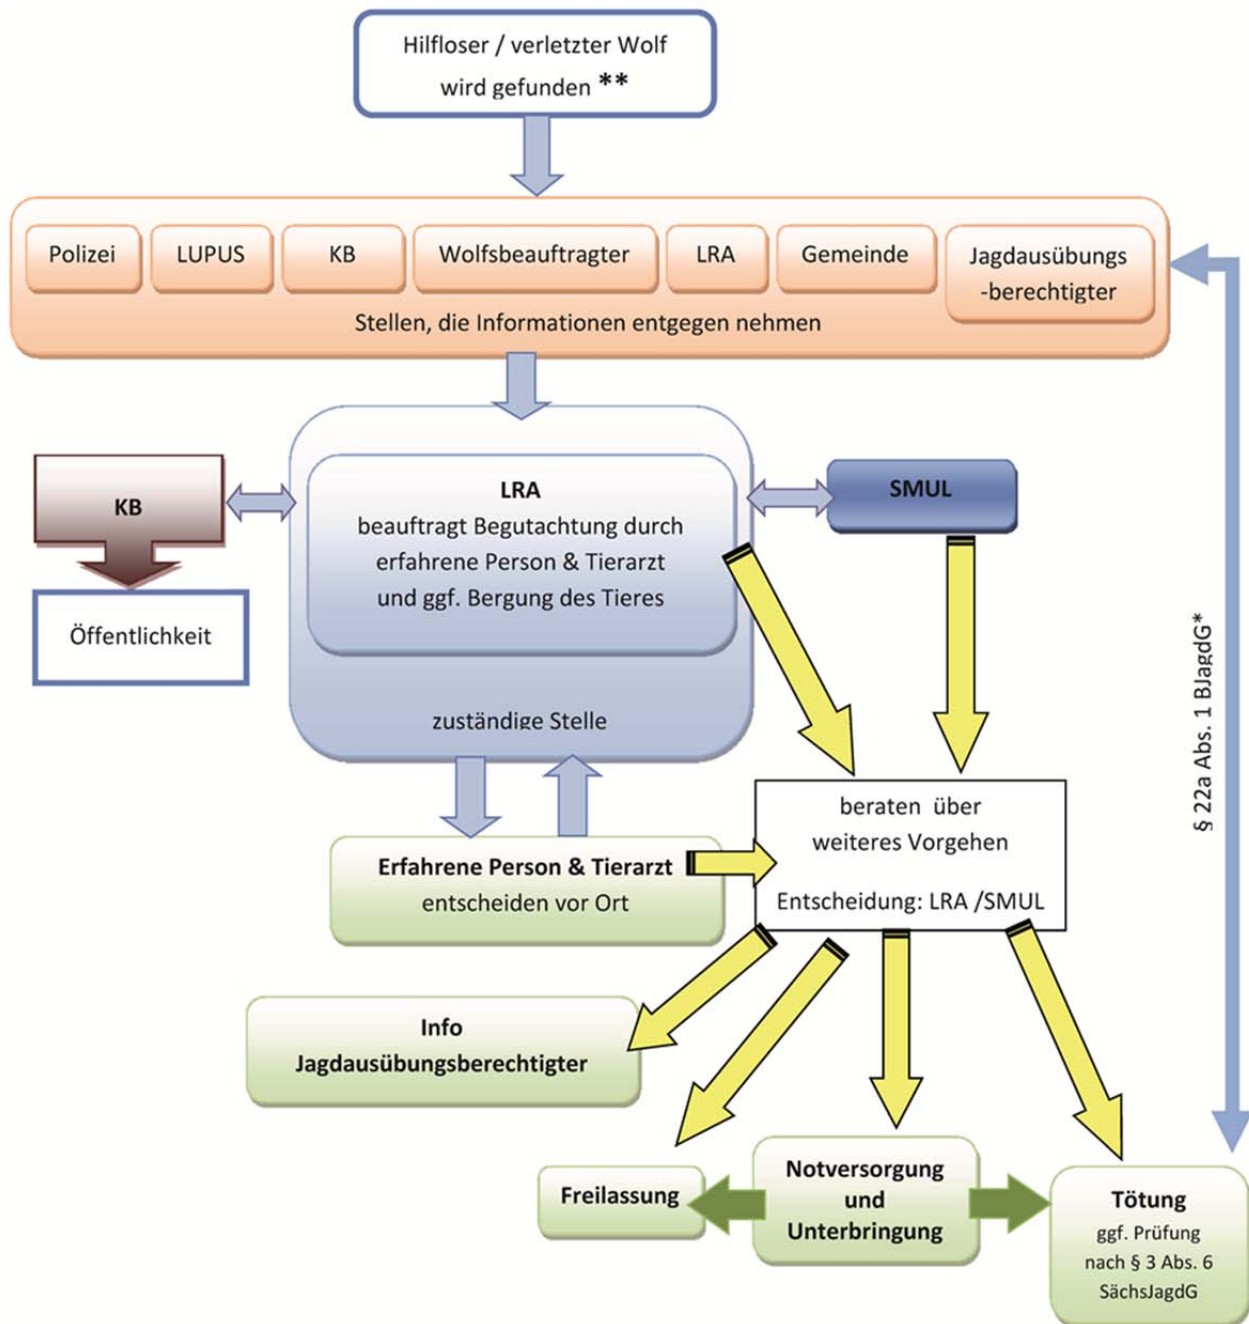 Hilfloser / verletzter Wolf
wird gefunden **
Polizei
LUPUS
KB
Wolfsbeauftragter
LRA
Gemeinde
Jagdausübungs
-berechtigter
Stellen, die Informationen entgegen nehmen
§ 22a Abs. 1 BJagdG*
KB
Öffentlichkeit
LRA
beauftragt Begutachtung durch
erfahrene Person & Tierarzt
und ggf. Bergung des Tieres
zuständige Stelle
SMUL
beraten über
weiteres Vorgehen
Entscheidung: LRA /SMUL
Erfahrene Person & Tierarzt
entscheiden vor Ort
Info
Jagdausübungsberechtigter
Freilassung
Notversorgung
und
Unterbringung
Tötung
ggf. Prüfung
nach § 3 Abs. 6
SächsJagdG